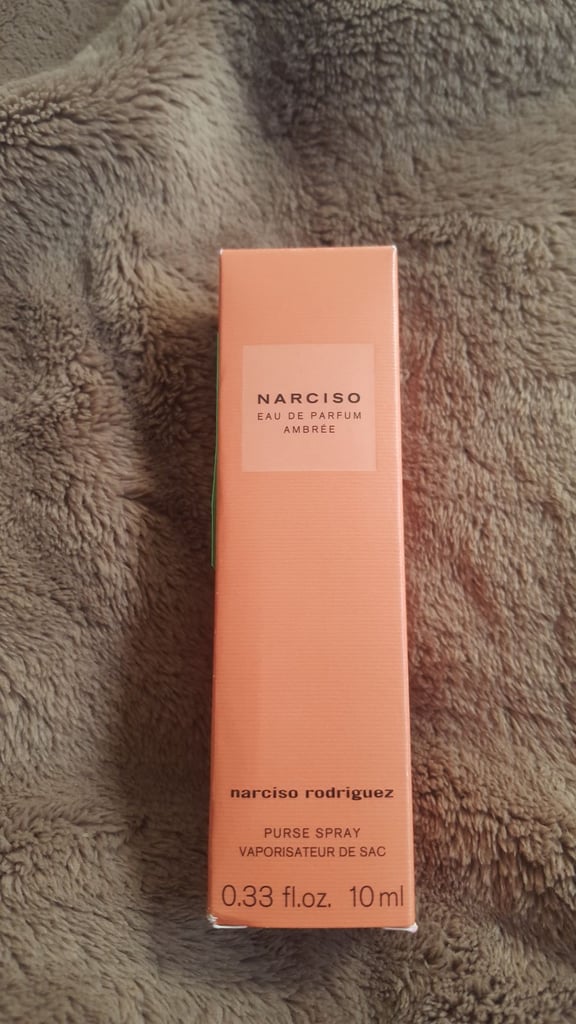 NARCISO
EAU DE PARFUM
AMBRÉE
narciso rodriguez
PURSE SPRAY
VAPORISATEUR DE SAC
0.33 fl.oz. 10 ml